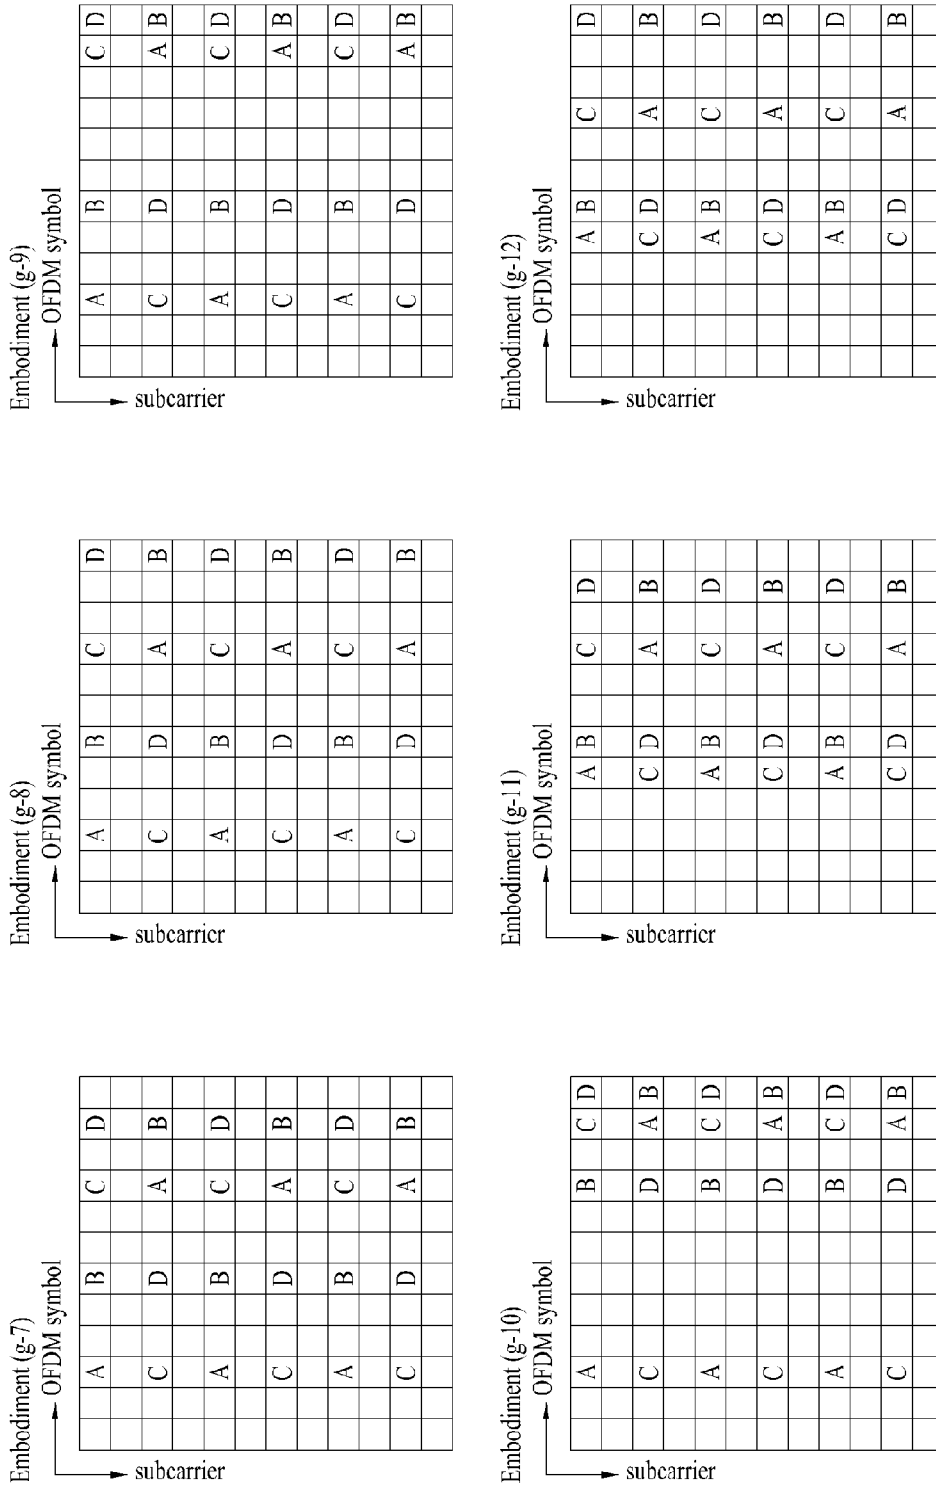 Embodiment (g-7)
OFDM symbol
subcarrier
A B C D
C D A B
A B C D
C D A B
A B C D
C D A B
Embodiment (g-8)
OFDM symbol
subcarrier
A B C D
C D A B
A B C D
C D A B
A B C D
C D A B
Embodiment (g-9)
OFDM symbol
subcarrier
A B C D
C D A B
A B C D
C D A B
A B C D
C D A B
Embodiment (g-10)
OFDM symbol
subcarrier
A B C D
C D A B
A B C D
C D A B
A B C D
C D A B
Embodiment (g-11)
OFDM symbol
subcarrier
A B C D
C D A B
A B C D
C D A B
A B C D
C D A B
Embodiment (g-12)
OFDM symbol
subcarrier
A B C D
C D A B
A B C D
C D A B
A B C D
C D A B